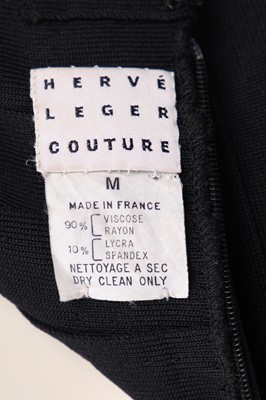 HERVÉ
LEGER
COUTURE
M
MADE IN FRANCE
90% VISCOSE
RAYON
10% LYCRA
SPANDEX
NETTOYAGE A SEC
DRY CLEAN ONLY